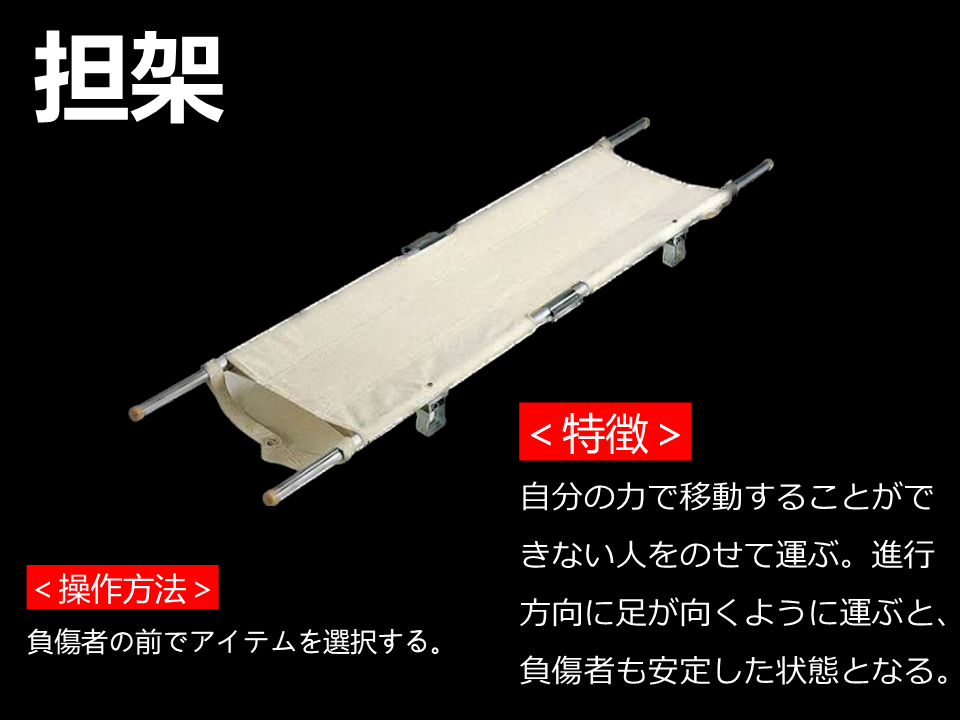 担架
＜特徴＞
自分の力で移動することがで
きない人をのせて運ぶ。進行
方向に足が向くように運ぶと、
負傷者も安定した状態となる。
＜操作方法＞
負傷者の前でアイテムを選択する。